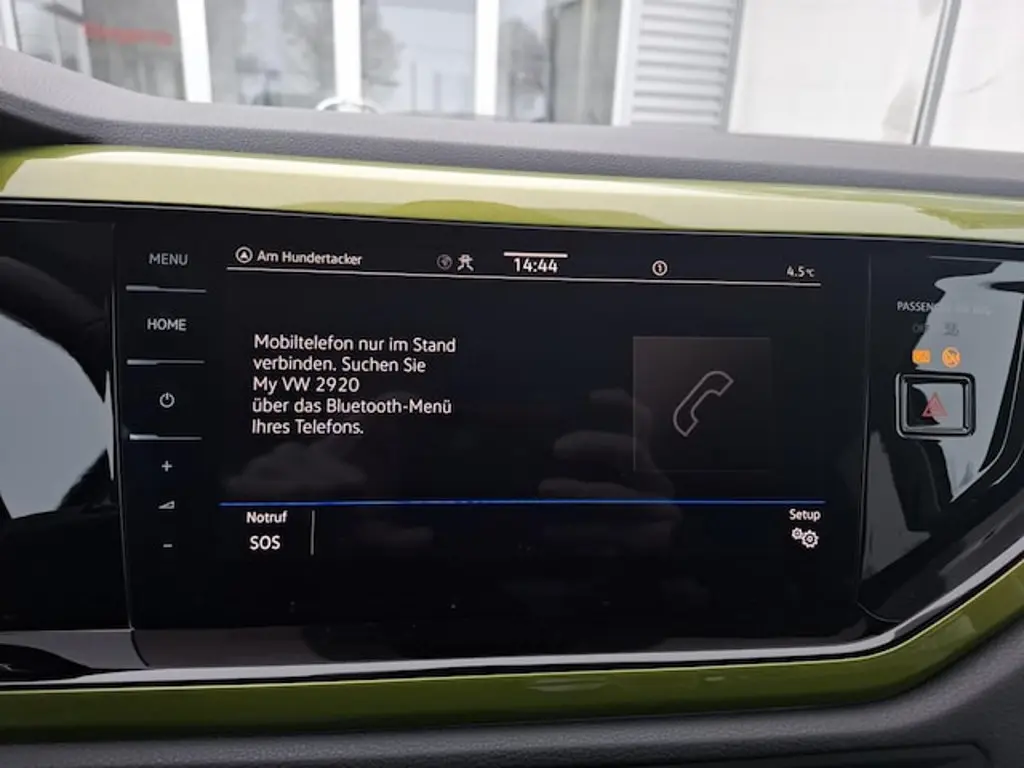 MENU
Am Hundertacker
14:44
1
4.5°C
HOME
Mobiltelefon nur im Stand
verbinden. Suchen Sie
My VW 2920
über das Bluetooth-Menü
Ihres Telefons.
Notruf
SOS
Setup
+
-